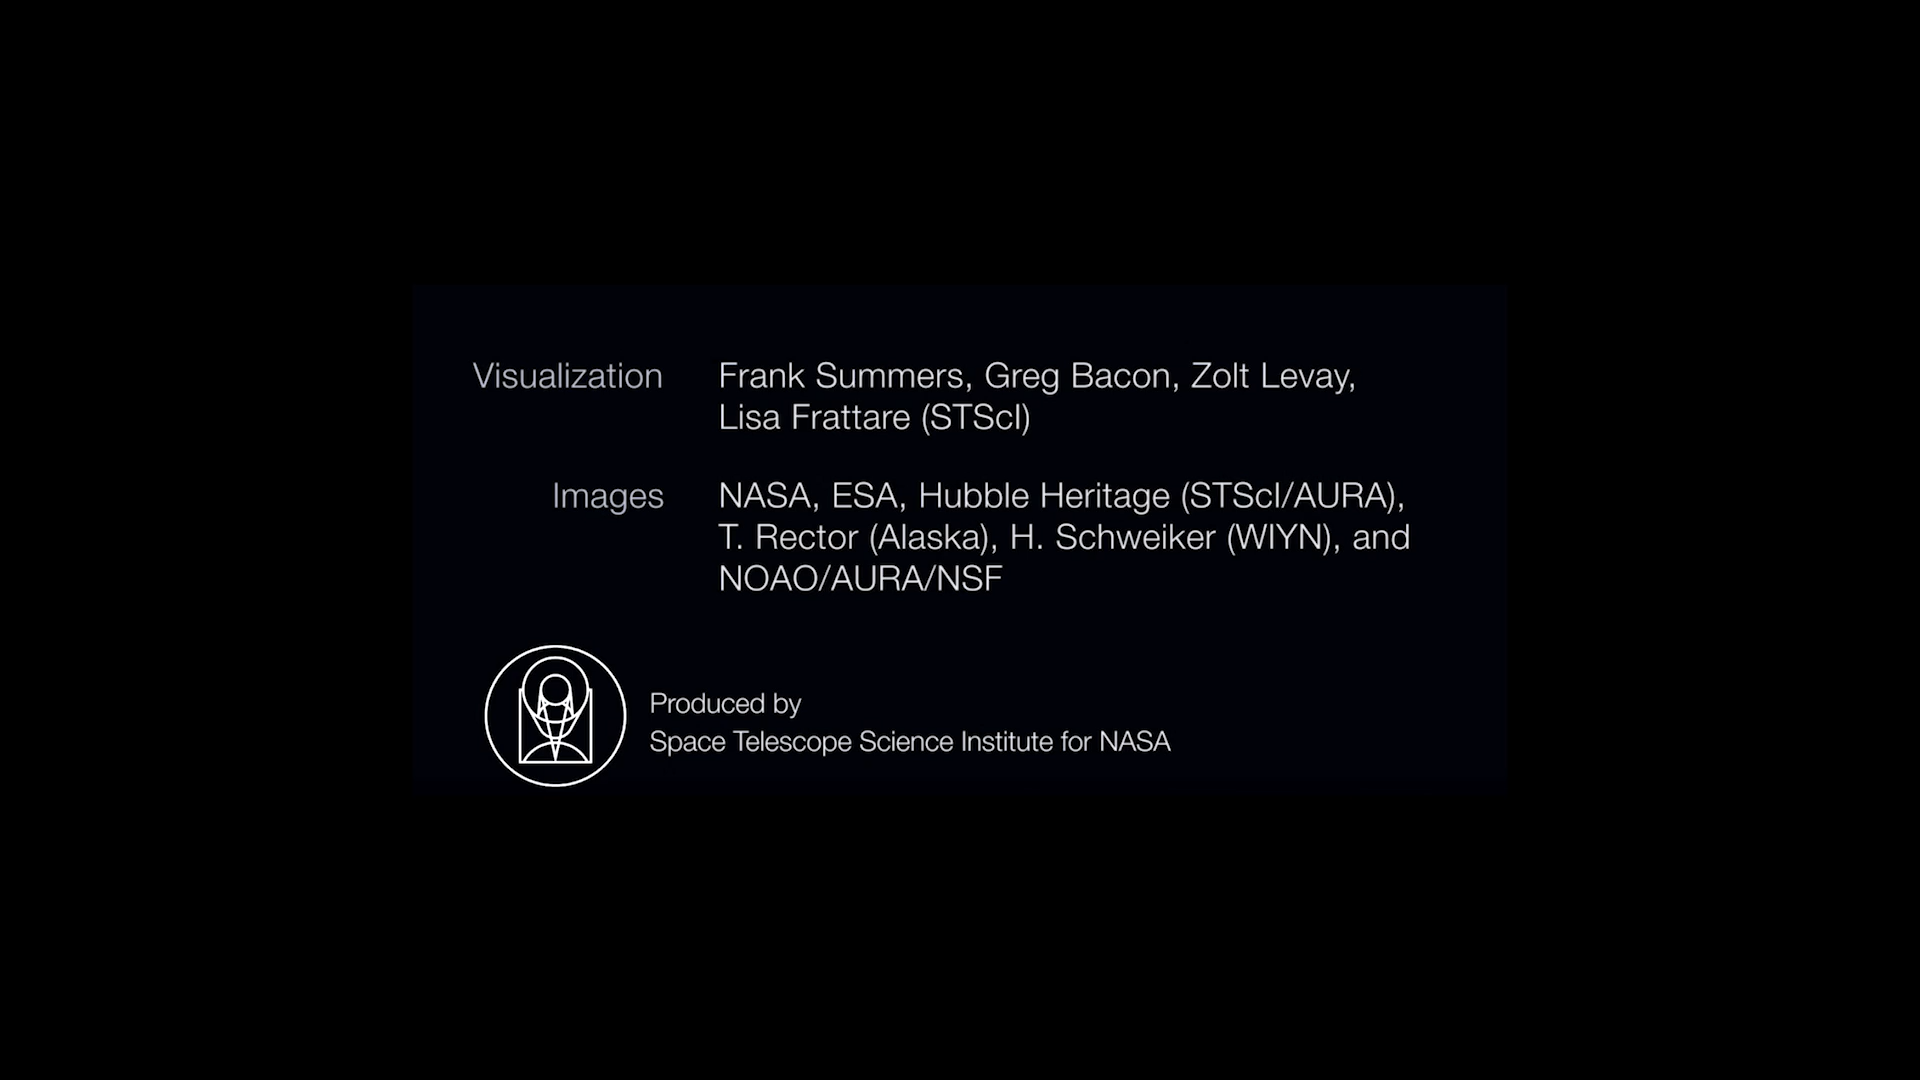 Visualization Frank Summers, Greg Bacon, Zolt Levay,
Lisa Frattare (STScI)
Images NASA, ESA, Hubble Heritage (STScI/AURA),
T. Rector (Alaska), H. Schweiker (WIYN), and
NOAO/AURA/NSF
Produced by
Space Telescope Science Institute for NASA